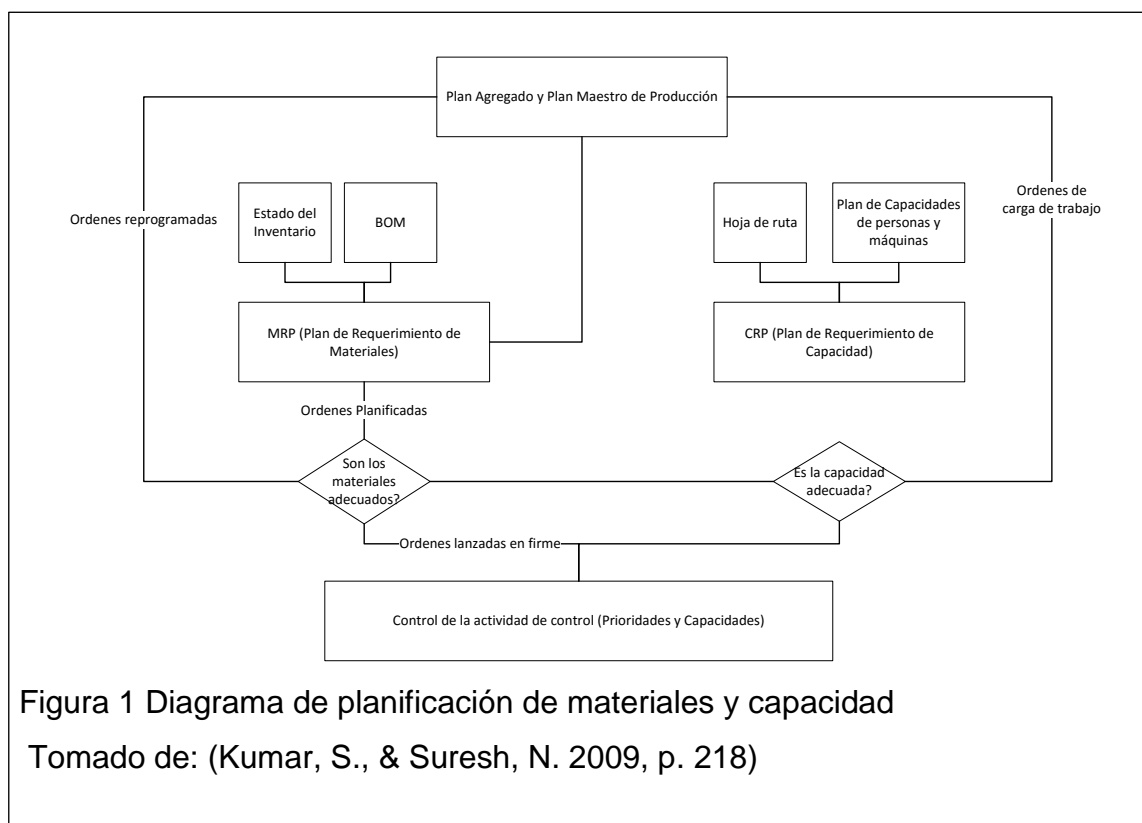 Plan Agregado y Plan Maestro de Producción
Ordenes reprogramadas
Estado del
Inventario
BOM
Hoja de ruta
Plan de Capacidades
de personas y
máquinas
Ordenes de
carga de trabajo
MRP (Plan de Requerimiento de
Materiales)
CRP (Plan de Requerimiento de
Capacidad)
Ordenes Planificadas
Son los
materiales
adecuados?
Es la capacidad
adecuada?
Ordenes lanzadas en firme
Control de la actividad de control (Prioridades y Capacidades)
Figura 1 Diagrama de planificación de materiales y capacidad
Tomado de: (Kumar, S., & Suresh, N. 2009, p. 218)